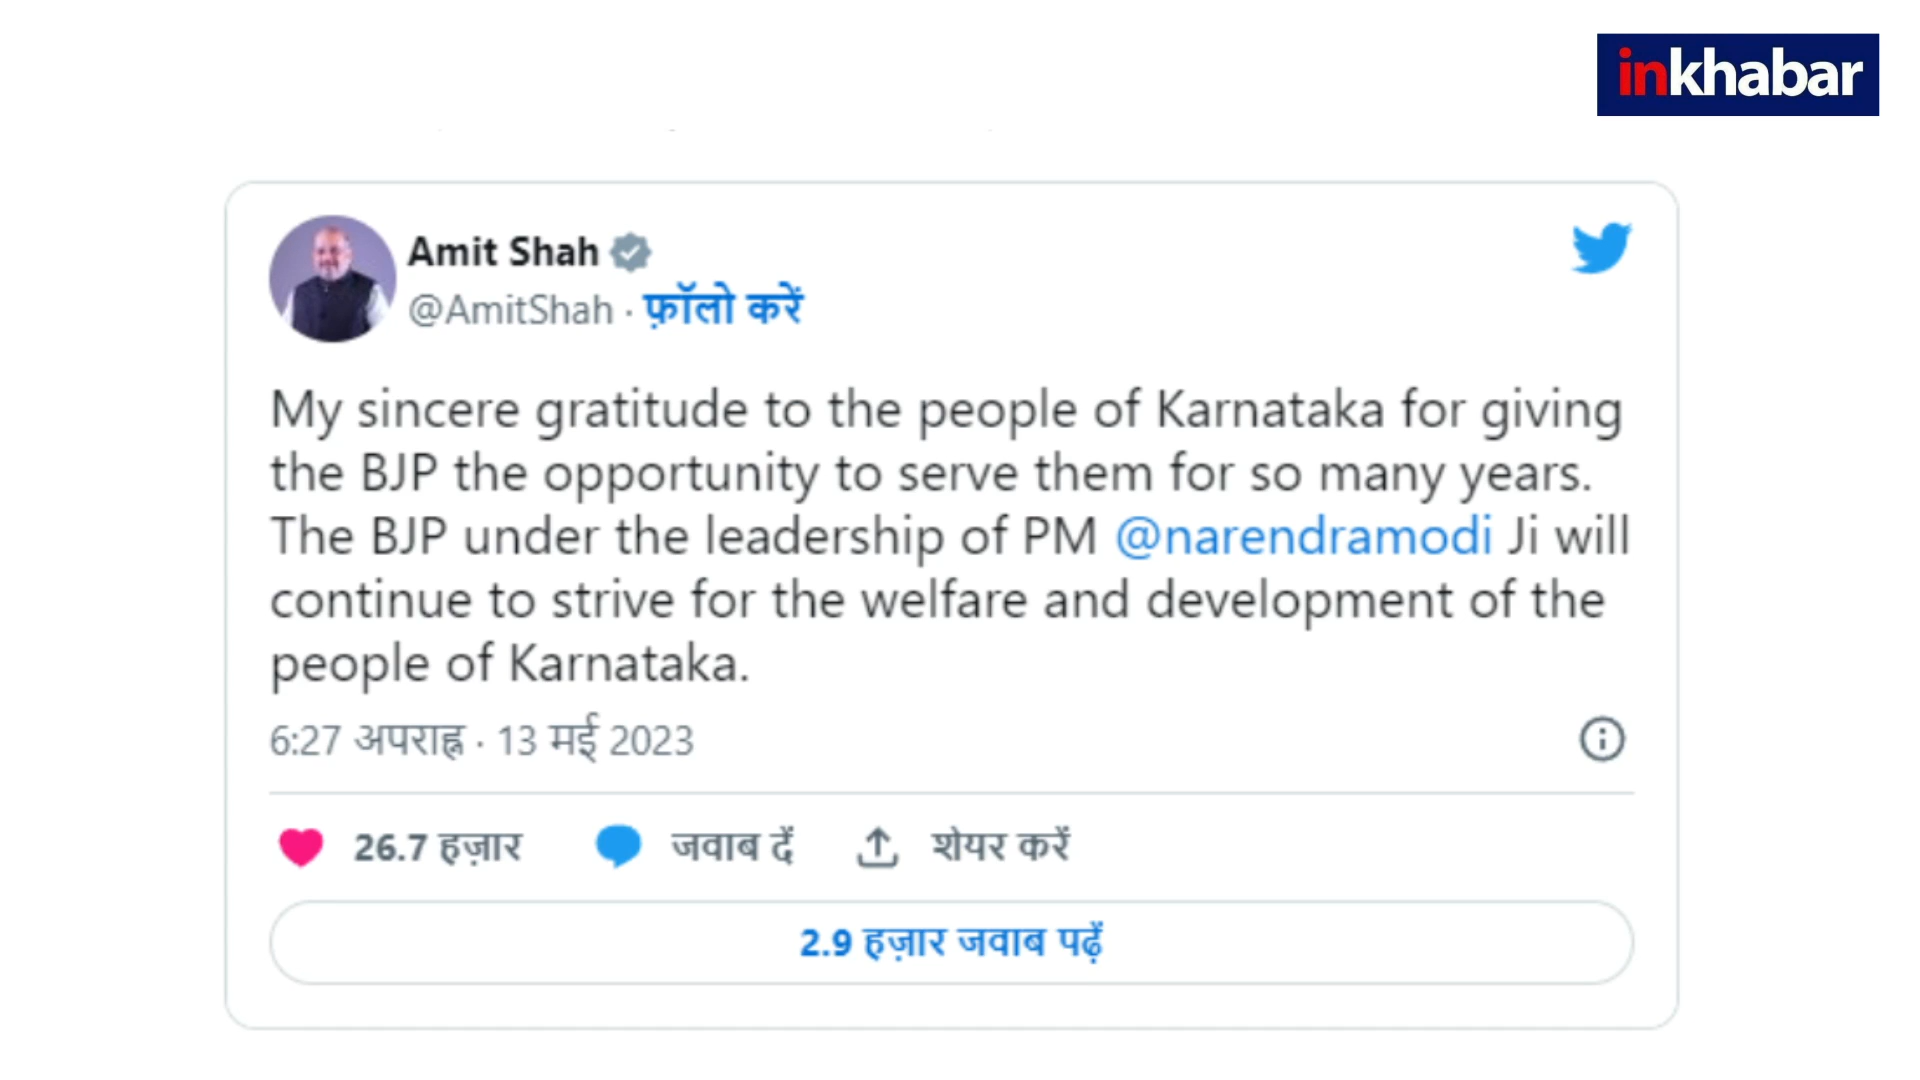 inkhabar
Amit Shah
@AmitShah · फ़ॉलो करें
My sincere gratitude to the people of Karnataka for giving
the BJP the opportunity to serve them for so many years.
The BJP under the leadership of PM @narendramodi Ji will
continue to strive for the welfare and development of the
people of Karnataka.
6:27 अपराह्न · 13 मई 2023
26.7 हज़ार जवाब दें शेयर करें
2.9 हज़ार जवाब पढ़ें